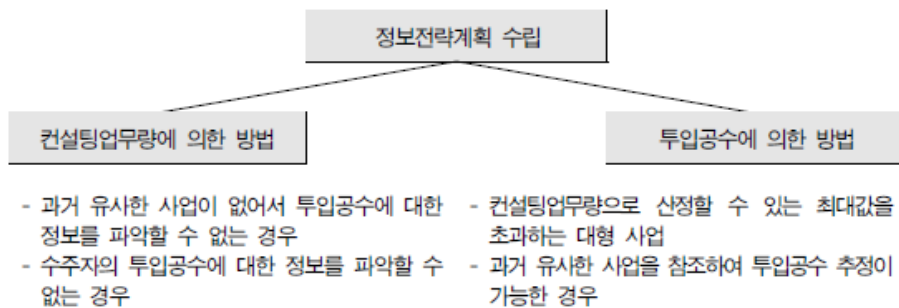 정보전략계획 수립
컨설팅업무량에 의한 방법
투입공수에 의한 방법
- 과거 유사한 사업이 없어서 투입공수에 대한
정보를 파악할 수 없는 경우
- 수주자의 투입공수에 대한 정보를 파악할 수
없는 경우
- 컨설팅업무량으로 산정할 수 있는 최대값을
초과하는 대형 사업
- 과거 유사한 사업을 참조하여 투입공수 추정이
가능한 경우